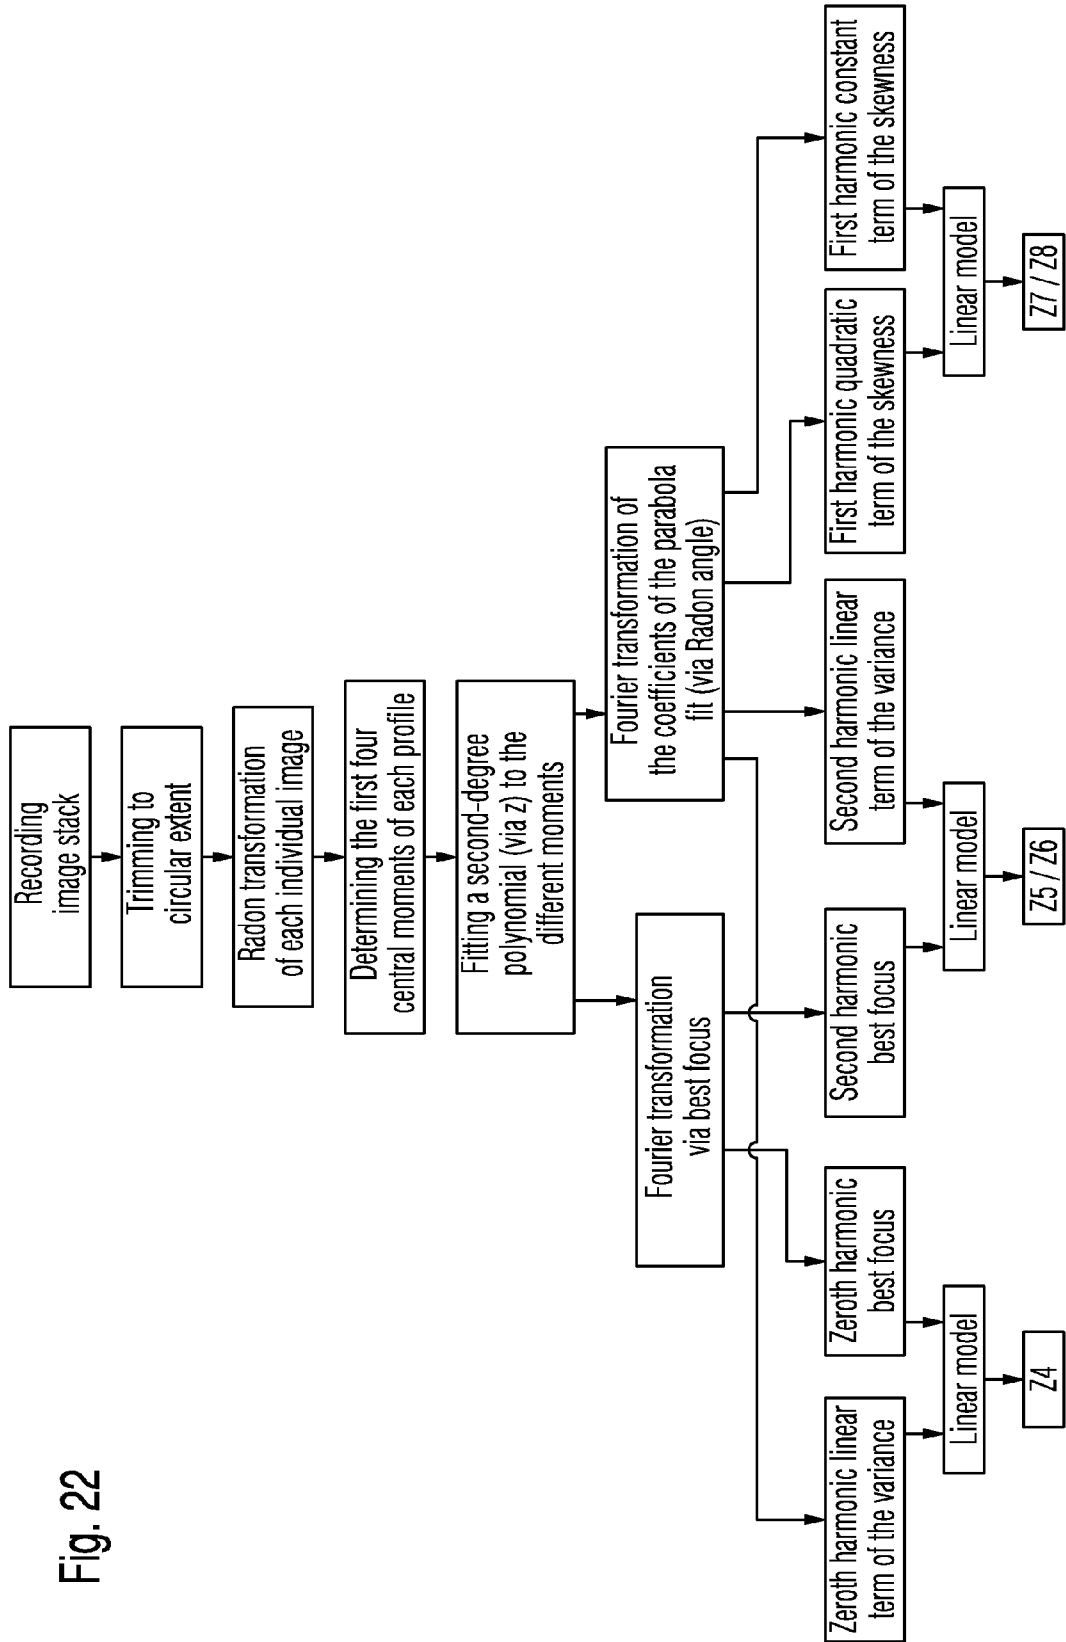 Fig. 22
Recording
image stack
Trimming to
circular extent
Radon transformation
of each individual image
Determining the first four
central moments of each profile
Fitting a second-degree
polynomial (via z) to the
different moments
Fourier transformation
via best focus
Fourier transformation of
the coefficients of the parabola
fit (via Radon angle)
Zeroth harmonic linear
term of the variance
Zeroth harmonic
best focus
Second harmonic
best focus
Second harmonic linear
term of the variance
First harmonic quadratic
term of the skewness
First harmonic constant
term of the skewness
Linear model
Linear model
Linear model
Z4
Z5 / Z6
Z7 / Z8